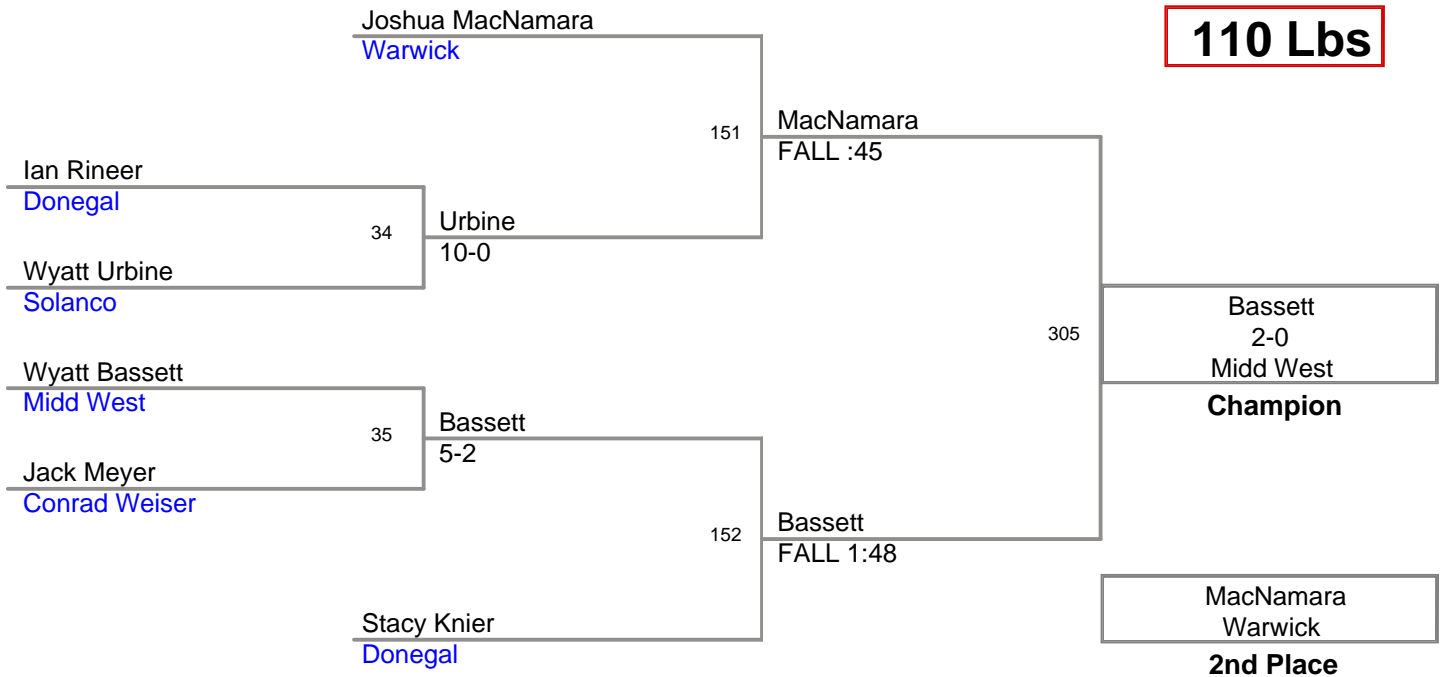 Joshua MacNamara
Warwick
110 Lbs
151
MacNamara
FALL :45
Ian Rineer
Donegal
34
Urbine
10-0
Wyatt Urbine
Solanco
305
Bassett
2-0
Midd West
Champion
Wyatt Bassett
Midd West
35
Bassett
5-2
Jack Meyer
Conrad Weiser
152
Bassett
FALL 1:48
Stacy Knier
Donegal
MacNamara
Warwick
2nd Place